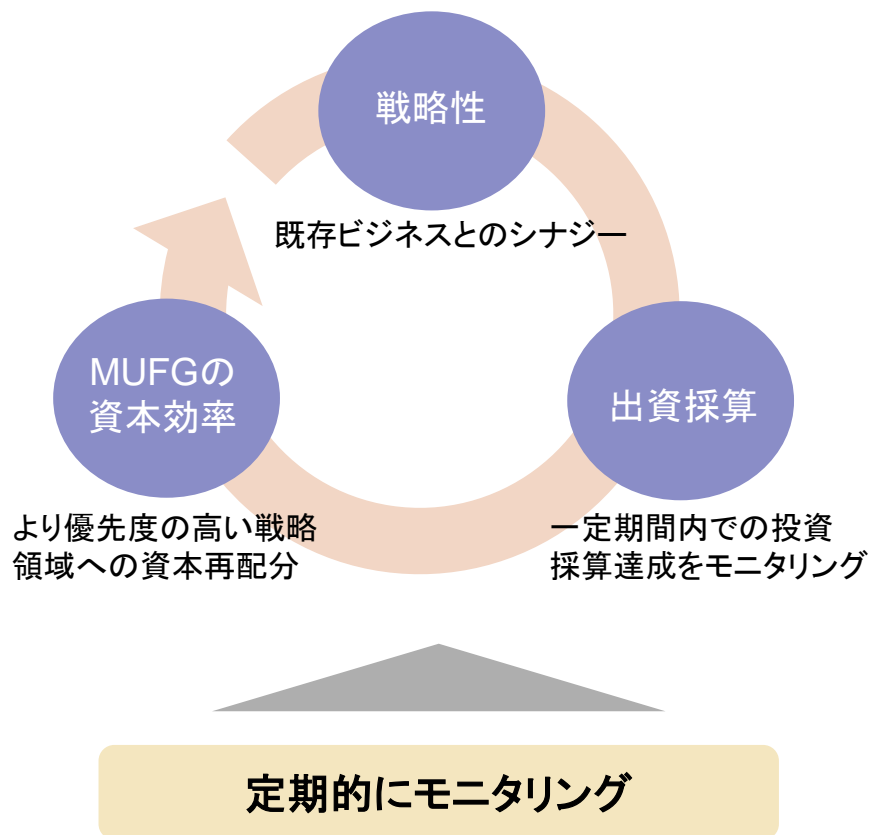 戦略性
既存ビジネスとのシナジー
MUFGの
資本効率
より優先度の高い戦略
領域への資本再配分
出資採算
一定期間内での投資
採算達成をモニタリング
定期的にモニタリング